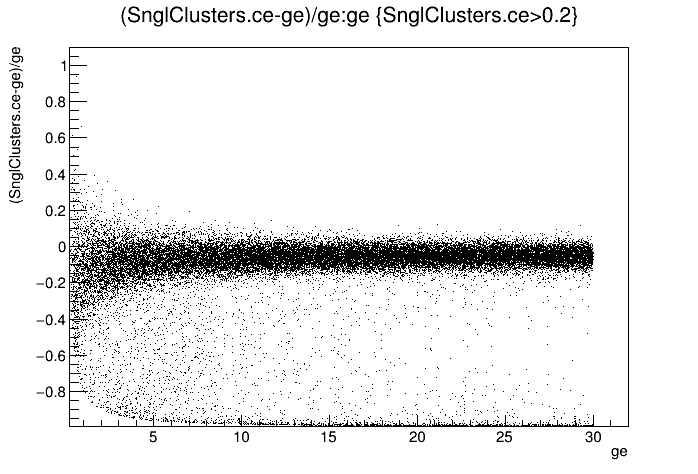 (SnglClusters.ce-ge)/ge:ge {SnglClusters.ce>0.2}
(SnglClusters.ce-ge)/ge
1
0.8
0.6
0.4
0.2
0
−0.2
−0.4
−0.6
−0.8
5 10 15 20 25 30
ge